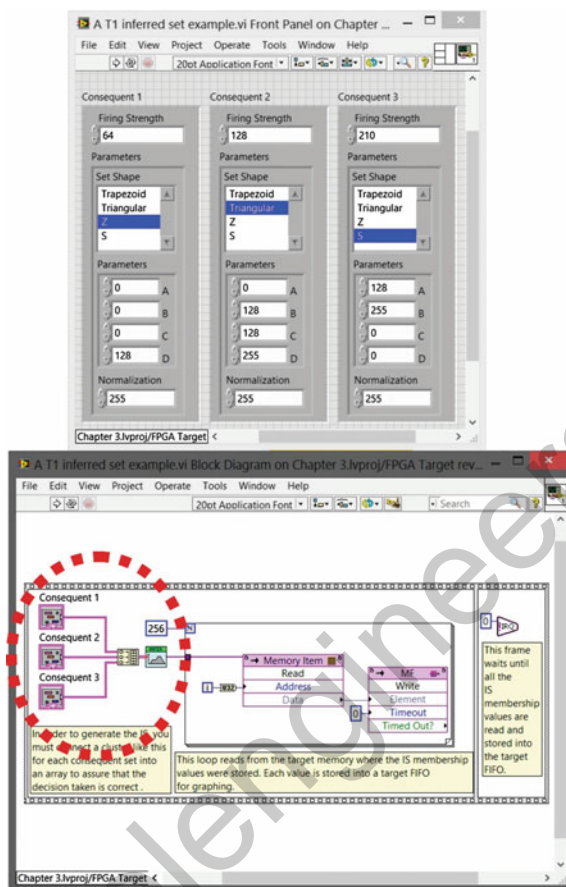 A T1 inferred set example.vi Front Panel on Chapter ...
File Edit View Project Operate Tools Window Help
20pt Application Font
Consequent 1 Consequent 2 Consequent 3
Firing Strength Firing Strength Firing Strength
64 128 210
Parameters Parameters Parameters
Set Shape Set Shape Set Shape
Trapezoid Trapezoid Trapezoid
Triangular Triangular Triangular
Z Z Z
S S S
Parameters Parameters Parameters
0 A 0 A 128 A
0 B 128 B 255 B
0 C 128 C 0 C
128 D 255 D 0 D
Normalization Normalization Normalization
255 255 255
Chapter 3.lvproj/FPGA Target
A T1 inferred set example.vi Block Diagram on Chapter 3.lvproj/FPGA Target rev...
File Edit View Project Operate Tools Window Help
20pt Application Font Search
Consequent 1
Consequent 2
Consequent 3
256 N
Memory Item
Read
Address
Data
i U32
MF
Write
Element
0 Timeout
Timed Out?
0 FIRQ
This frame
waits until
all the
IS
membership
values are
read and
stored into
the target
FIFO.
In order to generate the IS, you
must connect a cluster like this
for each consequent set into
an array to assure that the
decision taken is correct .
This loop reads from the target memory where the IS membership
values were stored. Each value is stored into a target FIFO
for graphing.
Chapter 3.lvproj/FPGA Target